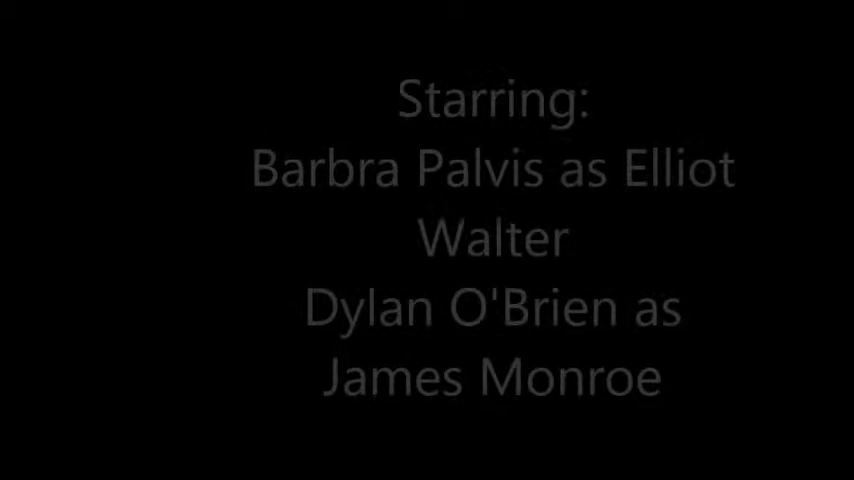 Starring:
Barbra Palvis as Elliot
Walter
Dylan O'Brien as
James Monroe